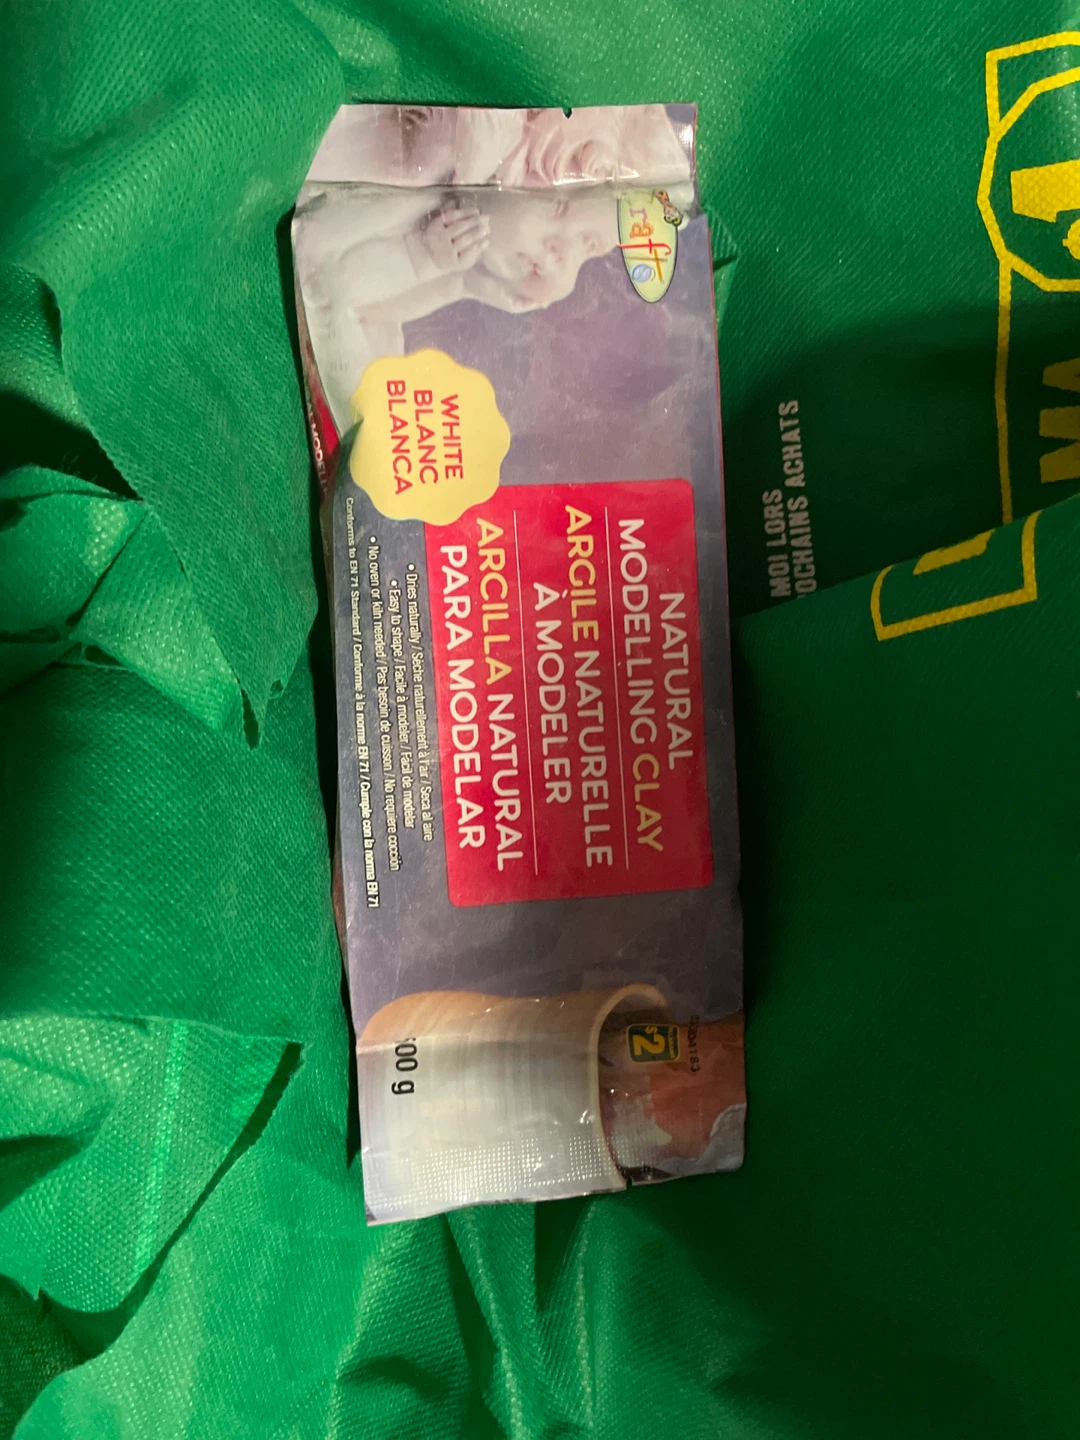 rafts
WHITE
BLANC
BLANCA
NATURAL
MODELLING CLAY
ARGILE NATURELLE
À MODELER
ARCILLA NATURAL
PARA MODELAR
• Dries naturally / Sèche naturellement à l'air / Seca al aire
• Easy to shape / Facile à modeler / Fácil de modelar
• No oven or kiln needed / Pas besoin de cuisson / No requiere cocción
Conforms to EN 71 Standard / Conforme à la norme EN 71 / Cumple con la norma EN 71
$2
00 g
MOI LORS
OCHAINS ACHATS